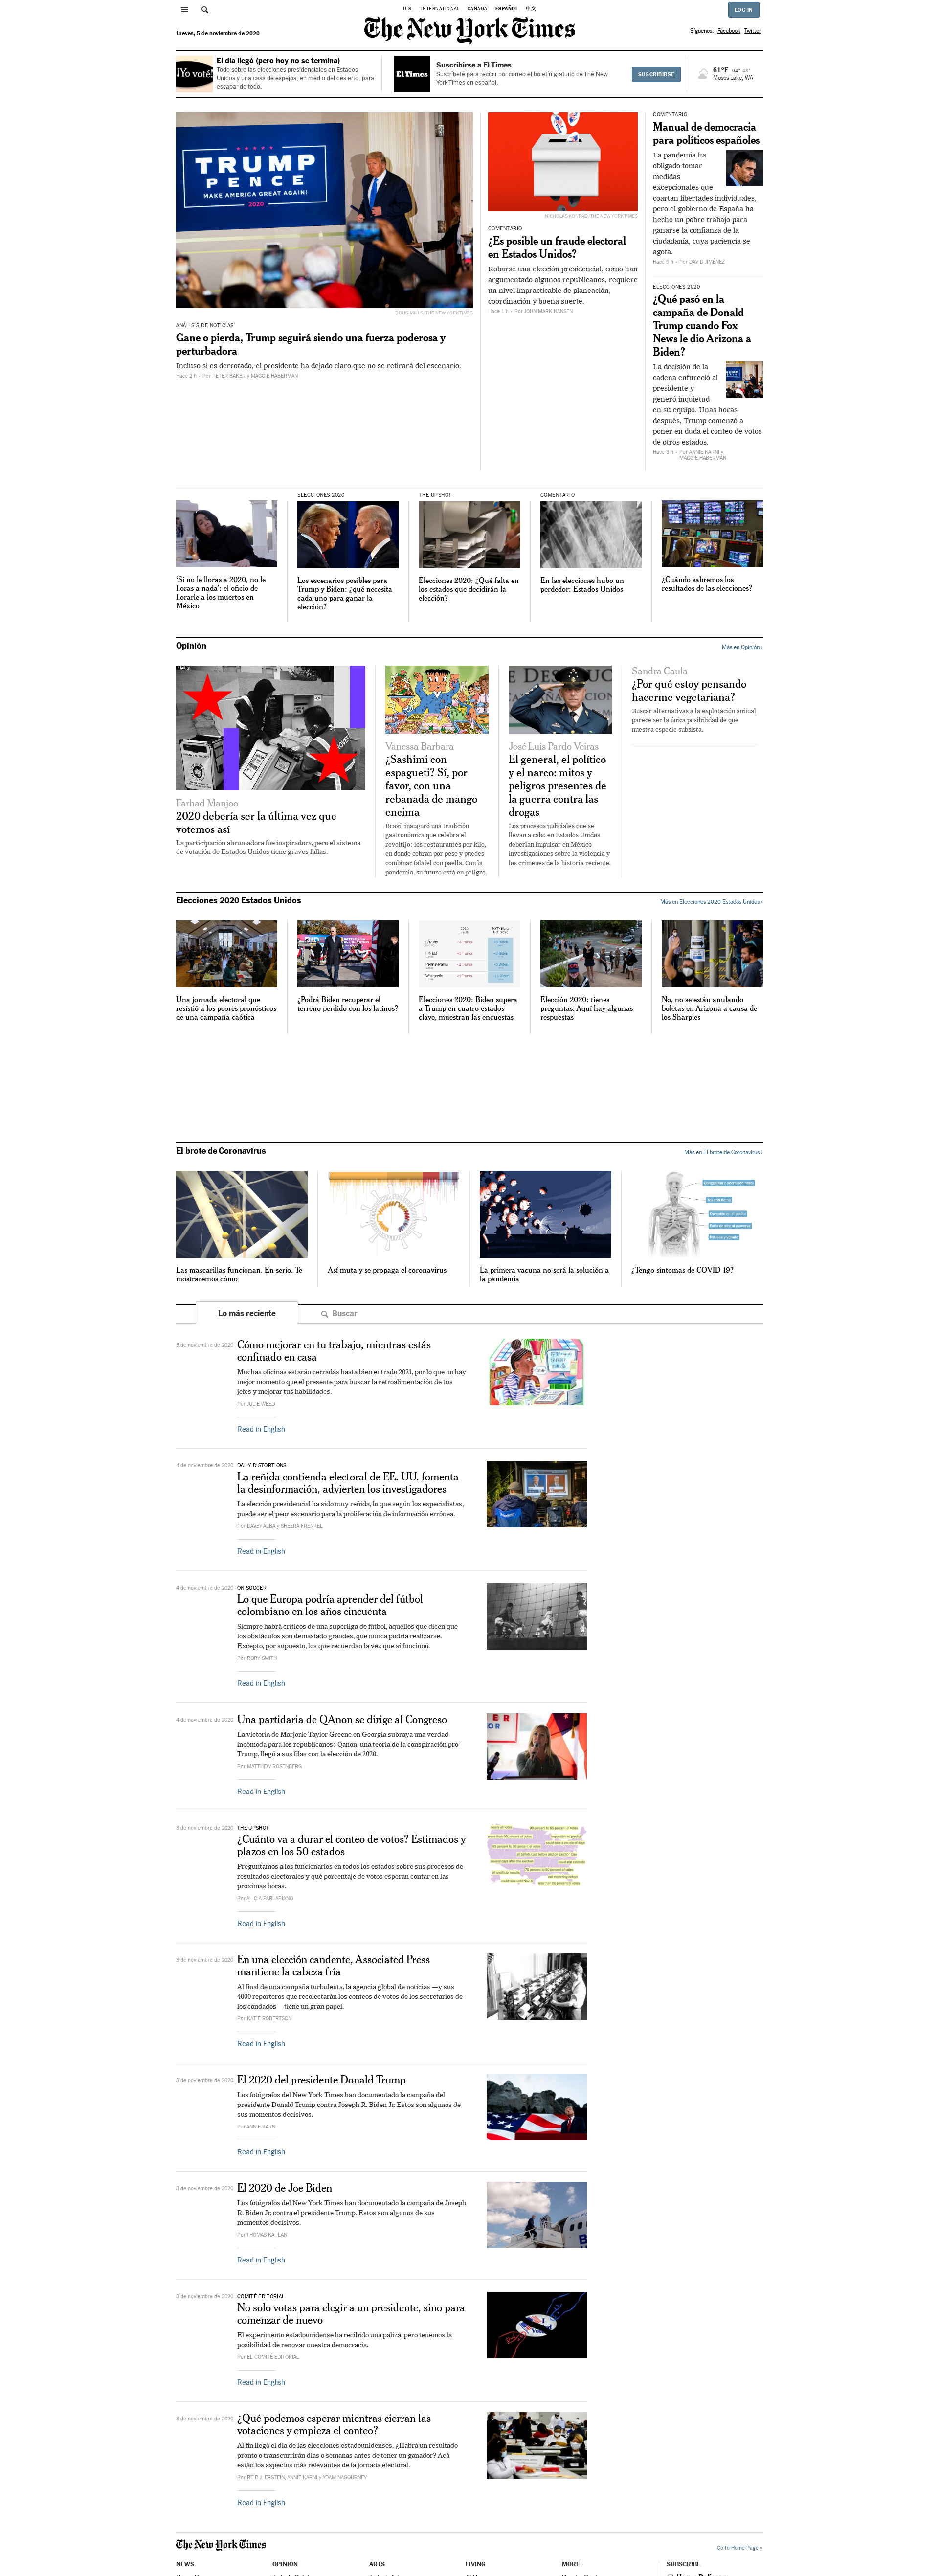 U.S. INTERNATIONAL CANADA ESPAÑOL 中文
LOG IN
The New York Times
Jueves, 5 de noviembre de 2020
Síguenos: Facebook Twitter
¡Yo voté!
El día llegó (pero hoy no se termina)
Todo sobre las elecciones presidenciales en Estados
Unidos y una casa de espejos, en medio del desierto, para
escapar de todo.
El Times
Suscribirse a El Times
Suscríbete para recibir por correo el boletín gratuito de The New
York Times en español.
SUSCRIBIRSE
61°F 64° 43°
Moses Lake, WA
TRUMP
PENCE
MAKE AMERICA GREAT AGAIN!
2020
DOUG MILLS/THE NEW YORK TIMES
ANÁLISIS DE NOTICIAS
Gane o pierda, Trump seguirá siendo una fuerza poderosa y
perturbadora
Incluso si es derrotado, el presidente ha dejado claro que no se retirará del escenario.
Hace 2 h - Por PETER BAKER y MAGGIE HABERMAN
COMENTARIO
¿Es posible un fraude electoral
en Estados Unidos?
Robarse una elección presidencial, como han
argumentado algunos republicanos, requiere
un nivel impracticable de planeación,
coordinación y buena suerte.
Hace 1 h - Por JOHN MARK HANSEN
COMENTARIO
Manual de democracia
para políticos españoles
La pandemia ha
obligado tomar
medidas
excepcionales que
coartan libertades individuales,
pero el gobierno de España ha
hecho un pobre trabajo para
ganarse la confianza de la
ciudadanía, cuya paciencia se
agota.
Hace 9 h - Por DAVID JIMÉNEZ
ELECCIONES 2020
¿Qué pasó en la
campaña de Donald
Trump cuando Fox
News le dio Arizona a
Biden?
La decisión de la
cadena enfureció al
presidente y
generó inquietud
en su equipo. Unas horas
después, Trump comenzó a
poner en duda el conteo de votos
de otros estados.
Hace 3 h - Por ANNIE KARNI y
MAGGIE HABERMAN
'Si no le lloras a 2020, no le
lloras a nada': el oficio de
llorarle a los muertos en
México
ELECCIONES 2020
Los escenarios posibles para
Trump y Biden: ¿qué necesita
cada uno para ganar la
elección?
THE UPSHOT
Elecciones 2020: ¿Qué falta en
los estados que decidirán la
elección?
COMENTARIO
En las elecciones hubo un
perdedor: Estados Unidos
¿Cuándo sabremos los
resultados de las elecciones?
Opinión
Más en Opinión ›
Farhad Manjoo
2020 debería ser la última vez que
votemos así
La participación abrumadora fue inspiradora, pero el sistema
de votación de Estados Unidos tiene graves fallas.
Vanessa Barbara
¿Sashimi con
espagueti? Sí, por
favor, con una
rebanada de mango
encima
Brasil inauguró una tradición
gastronómica que celebra el
revoltijo: los restaurantes por kilo,
en donde cobran por peso y puedes
combinar falafel con paella. Con la
pandemia, su futuro está en peligro.
José Luis Pardo Veiras
El general, el político
y el narco: mitos y
peligros presentes de
la guerra contra las
drogas
Los procesos judiciales que se
llevan a cabo en Estados Unidos
deberían impulsar en México
investigaciones sobre la violencia y
los crímenes de la historia reciente.
Sandra Caula
¿Por qué estoy pensando
hacerme vegetariana?
Buscar alternativas a la explotación animal
parece ser la única posibilidad de que
nuestra especie subsista.
Elecciones 2020 Estados Unidos
Más en Elecciones 2020 Estados Unidos ›
Una jornada electoral que
resistió a los peores pronósticos
de una campaña caótica
¿Podrá Biden recuperar el
terreno perdido con los latinos?
Elecciones 2020: Biden supera
a Trump en cuatro estados
clave, muestran las encuestas
Elección 2020: tienes
preguntas. Aquí hay algunas
respuestas
No, no se están anulando
boletas en Arizona a causa de
los Sharpies
El brote de Coronavirus
Más en El brote de Coronavirus ›
Las mascarillas funcionan. En serio. Te
mostraremos cómo
Así muta y se propaga el coronavirus
La primera vacuna no será la solución a
la pandemia
¿Tengo síntomas de COVID-19?
Lo más reciente
Buscar
5 de noviembre de 2020
Cómo mejorar en tu trabajo, mientras estás
confinado en casa
Muchas oficinas estarán cerradas hasta bien entrado 2021, por lo que no hay
mejor momento que el presente para buscar la retroalimentación de tus
jefes y mejorar tus habilidades.
Por JULIE WEED
Read in English
4 de noviembre de 2020
DAILY DISTORTIONS
La reñida contienda electoral de EE. UU. fomenta
la desinformación, advierten los investigadores
La elección presidencial ha sido muy reñida, lo que según los especialistas,
puede ser el peor escenario para la proliferación de información errónea.
Por DAVEY ALBA y SHEERA FRENKEL
Read in English
4 de noviembre de 2020
ON SOCCER
Lo que Europa podría aprender del fútbol
colombiano en los años cincuenta
Siempre habrá críticos de una superliga de fútbol, aquellos que dicen que
los obstáculos son demasiado grandes, que nunca podría realizarse.
Excepto, por supuesto, los que recuerdan la vez que sí funcionó.
Por RORY SMITH
Read in English
4 de noviembre de 2020
Una partidaria de QAnon se dirige al Congreso
La victoria de Marjorie Taylor Greene en Georgia subraya una verdad
incómoda para los republicanos: Qanon, una teoría de la conspiración pro-
Trump, llegó a sus filas con la elección de 2020.
Por MATTHEW ROSENBERG
Read in English
3 de noviembre de 2020
THE UPSHOT
¿Cuánto va a durar el conteo de votos? Estimados y
plazos en los 50 estados
Preguntamos a los funcionarios en todos los estados sobre sus procesos de
resultados electorales y qué porcentaje de votos esperan contar en las
próximas horas.
Por ALICIA PARLAPIANO
Read in English
3 de noviembre de 2020
En una elección candente, Associated Press
mantiene la cabeza fría
Al final de una campaña turbulenta, la agencia global de noticias —y sus
4000 reporteros que recolectarán los conteos de votos de los secretarios de
los condados— tiene un gran papel.
Por KATIE ROBERTSON
Read in English
3 de noviembre de 2020
El 2020 del presidente Donald Trump
Los fotógrafos del New York Times han documentado la campaña del
presidente Donald Trump contra Joseph R. Biden Jr. Estos son algunos de
sus momentos decisivos.
Por ANNIE KARNI
Read in English
3 de noviembre de 2020
El 2020 de Joe Biden
Los fotógrafos del New York Times han documentado la campaña de Joseph
R. Biden Jr. contra el presidente Trump. Estos son algunos de sus
momentos decisivos.
Por THOMAS KAPLAN
Read in English
3 de noviembre de 2020
COMITÉ EDITORIAL
No solo votas para elegir a un presidente, sino para
comenzar de nuevo
El experimento estadounidense ha recibido una paliza, pero tenemos la
posibilidad de renovar nuestra democracia.
Por EL COMITÉ EDITORIAL
Read in English
3 de noviembre de 2020
¿Qué podemos esperar mientras cierran las
votaciones y empieza el conteo?
Al fin llegó el día de las elecciones estadounidenses. ¿Habrá un resultado
pronto o transcurrirán días o semanas antes de tener un ganador? Acá
están los aspectos más relevantes de la jornada electoral.
Por REID J. EPSTEIN, ANNIE KARNI y ADAM NAGOURNEY
Read in English
The New York Times
Go to Home Page »
NEWS OPINION ARTS LIVING MORE SUBSCRIBE